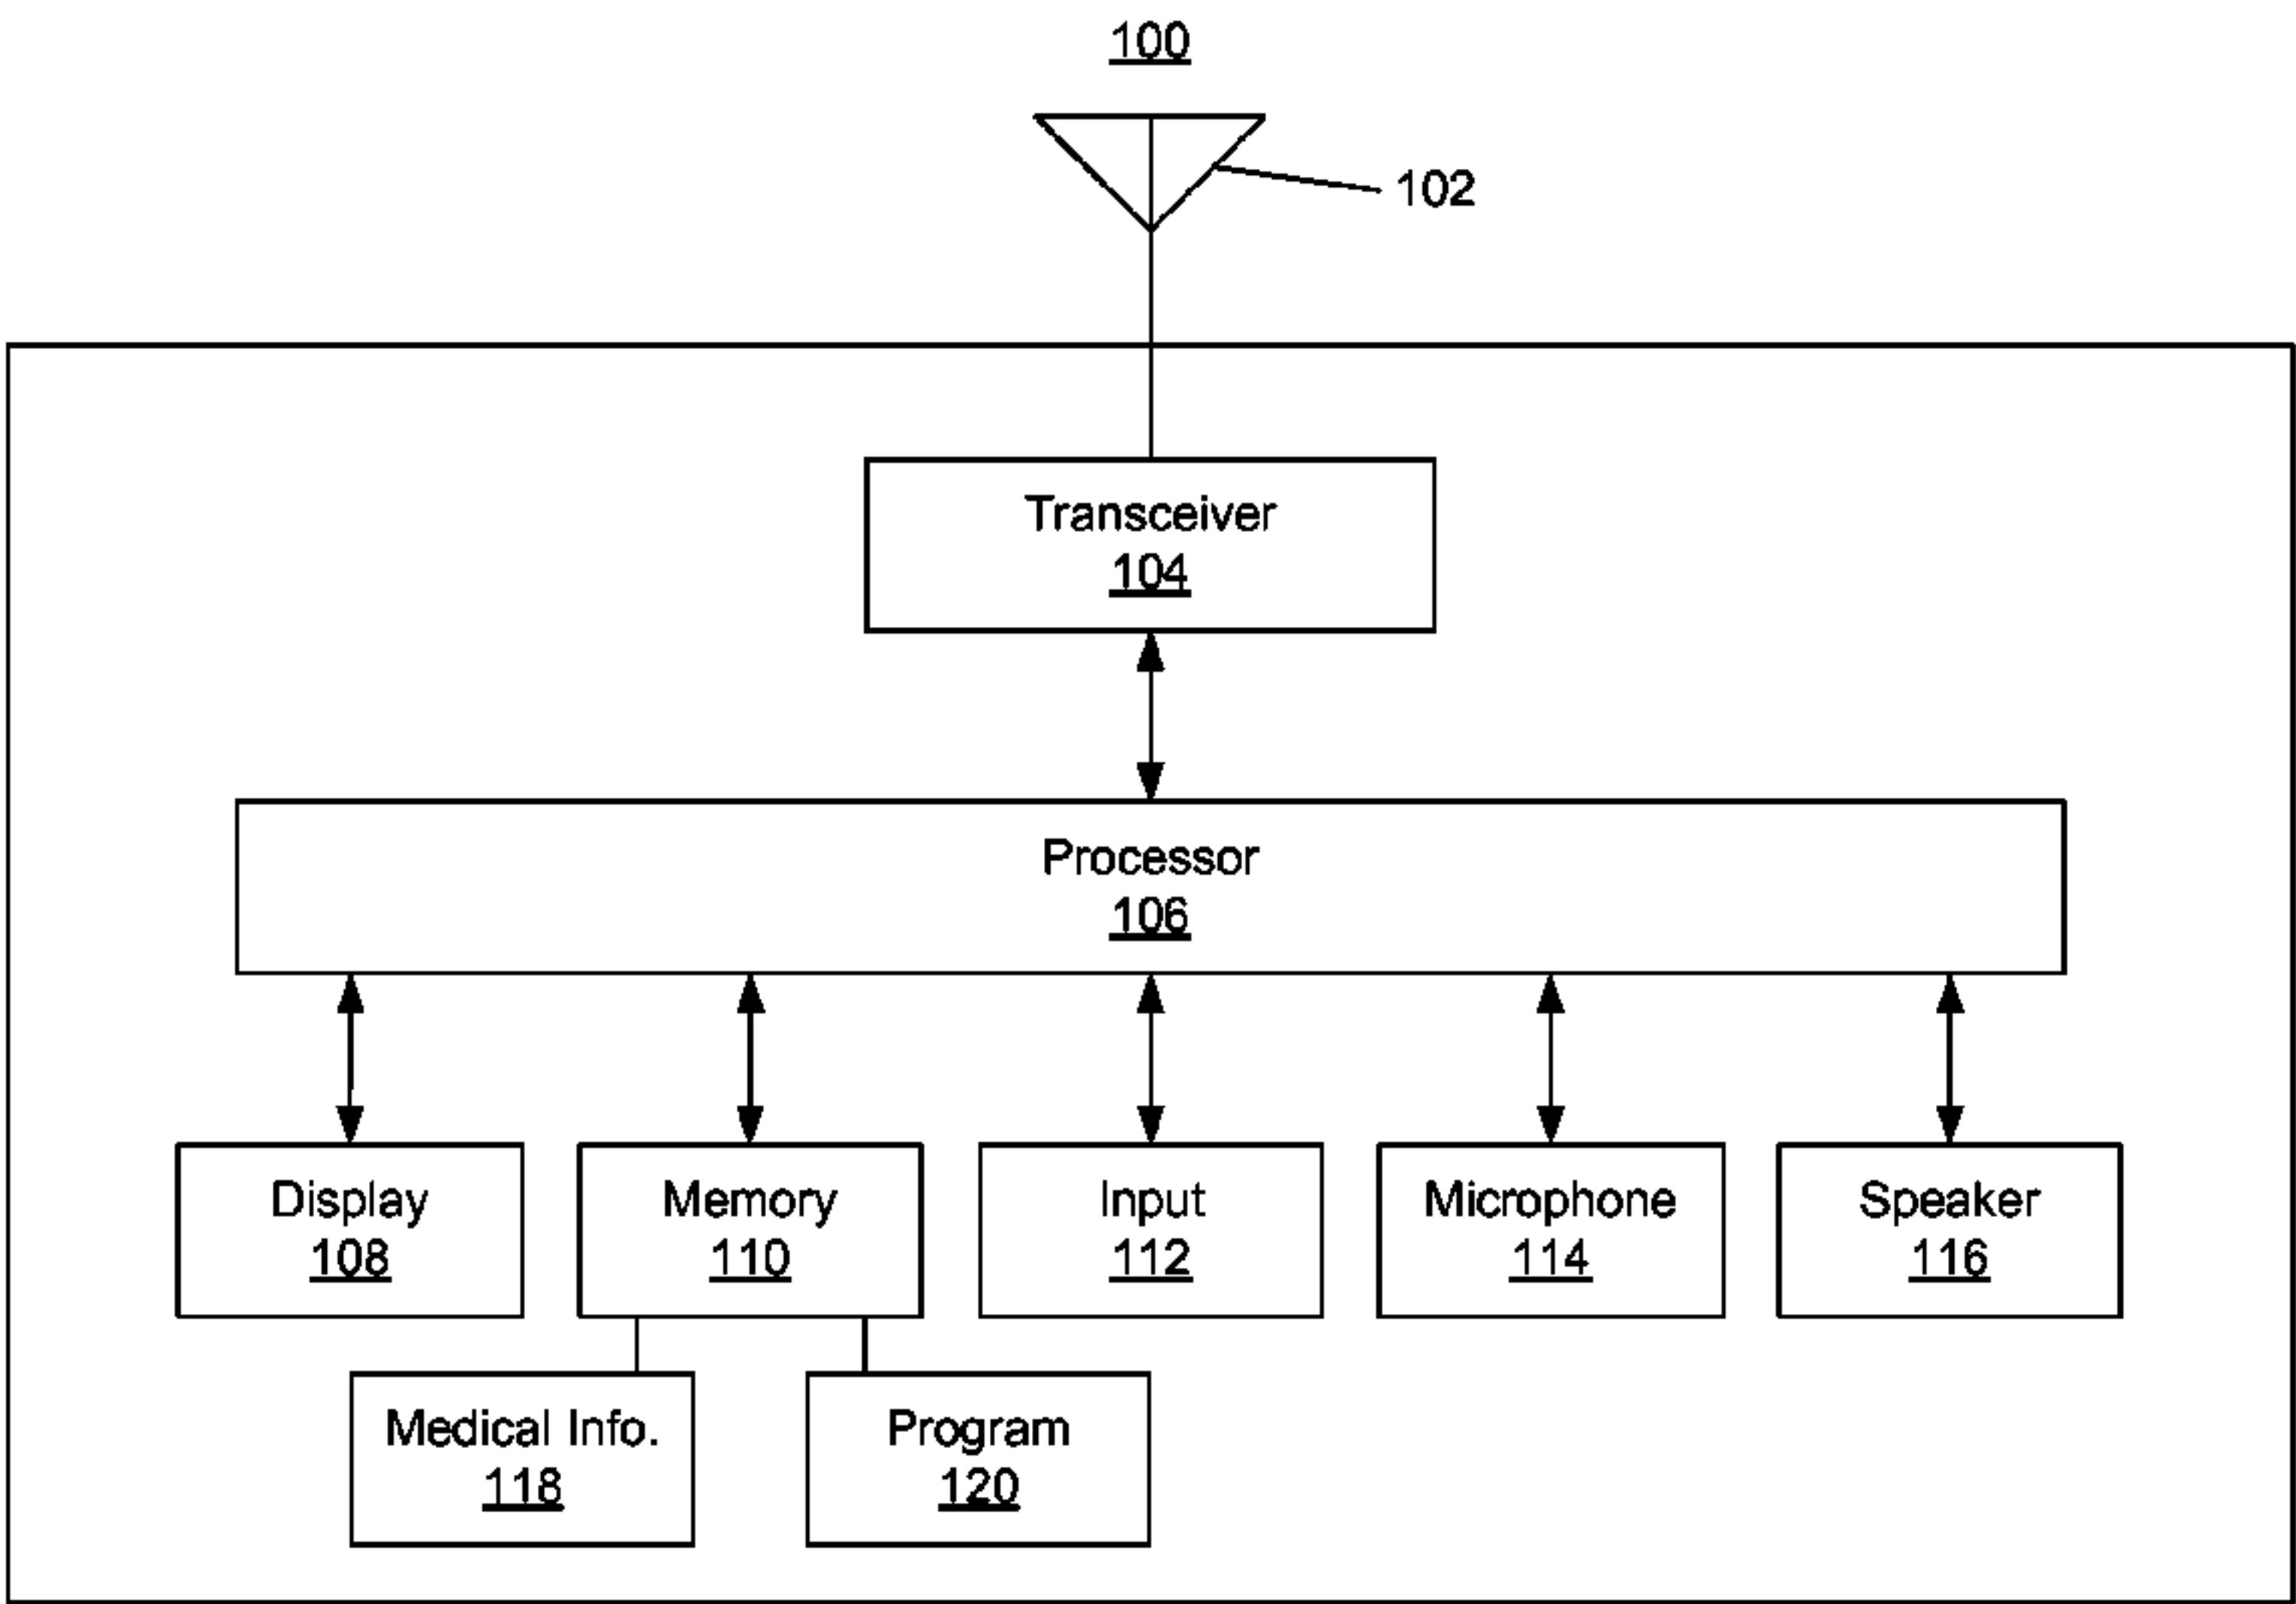 100
102
Transceiver
104
Processor
106
Display
108
Memory
110
Input
112
Microphone
114
Speaker
116
Medical Info.
118
Program
120